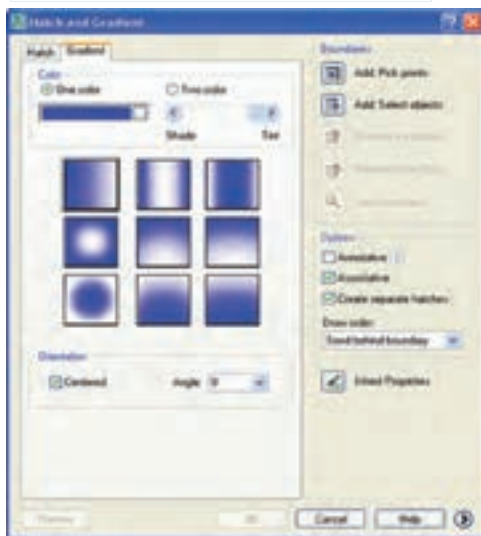 Hatch and Gradient
Hatch Gradient
Color
One color
Two color
Shade Tint
Orientation
Centered
Angle 0
Boundaries
Add: Pick points
Add: Select objects
Options
Annotative
Associative
Create separate hatches
Draw order:
Send behind boundary
Inherit Properties
Preview
OK
Cancel
Help